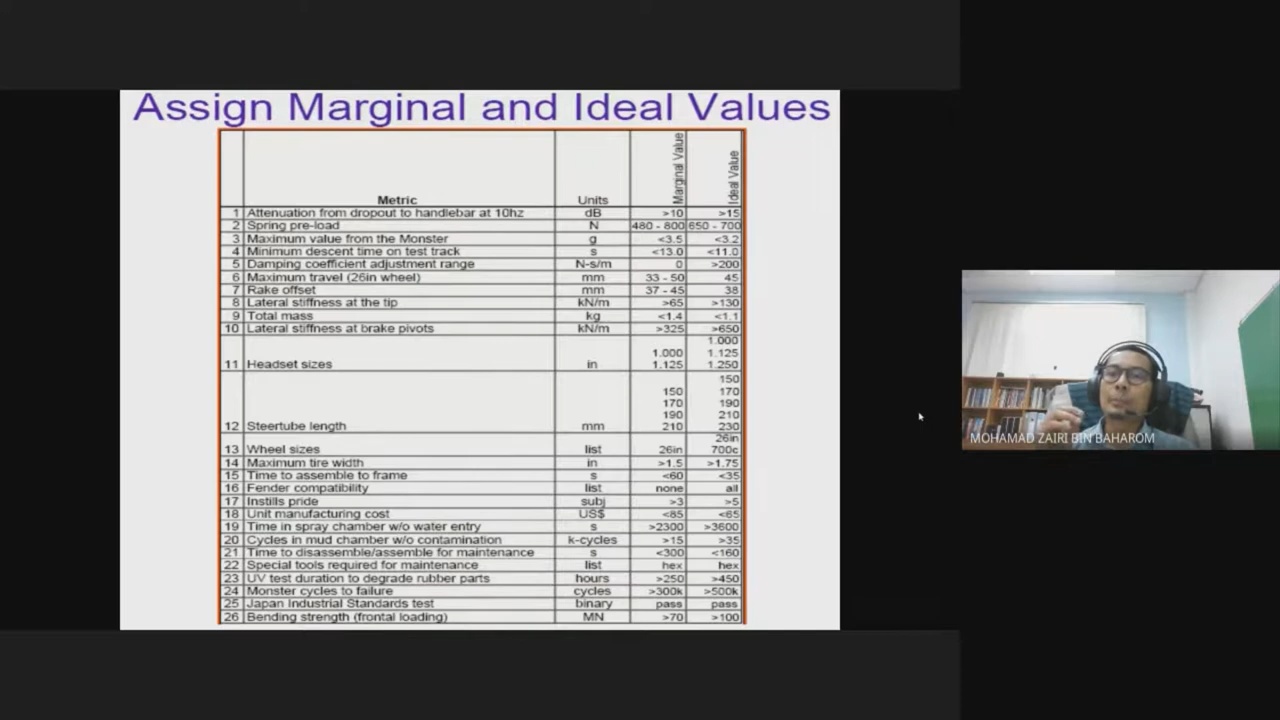 Assign Marginal and Ideal Values
Metric Units Marginal Value Ideal Value
1 Attenuation from dropout to handlebar at 10hz dB >10 >15
2 Spring pre-load N 480 - 800 650 - 700
3 Maximum value from the Monster g <3.5 <3.2
4 Minimum descent time on test track s <13.0 <11.0
5 Damping coefficient adjustment range N-s/m 0 >200
6 Maximum travel (26in wheel) mm 33 - 50 45
7 Rake offset mm 37 - 45 38
8 Lateral stiffness at the tip kN/m >65 >130
9 Total mass kg <1.4 <1.1
10 Lateral stiffness at brake pivots kN/m >325 >650
1.000
1.000 1.125
11 Headset sizes in 1.125 1.250
150
150 170
170 190
190 210
12 Steertube length mm 210 230
26in
13 Wheel sizes list 26in 700c
14 Maximum tire width in >1.5 >1.75
15 Time to assemble to frame s <60 <35
16 Fender compatibility list none all
17 Instills pride subj >3 >5
18 Unit manufacturing cost US$ <85 <65
19 Time in spray chamber w/o water entry s >2300 >3600
20 Cycles in mud chamber w/o contamination k-cycles >15 >35
21 Time to disassemble/assemble for maintenance s <300 <160
22 Special tools required for maintenance list hex hex
23 UV test duration to degrade rubber parts hours >250 >450
24 Monster cycles to failure cycles >300k >500k
25 Japan Industrial Standards test binary pass pass
26 Bending strength (frontal loading) MN >70 >100
MOHAMAD ZAIRI BIN BAHAROM